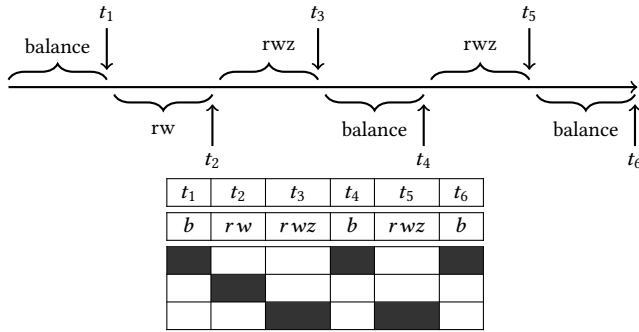 t1 t3 t5
balance rwz rwz
rw balance balance
t2 t4 t6
t1 t2 t3 t4 t5 t6
b rw rwz b rwz b